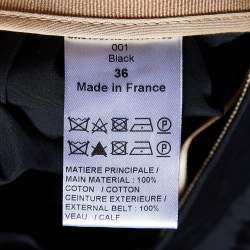 001
Black
36
Made in France
MATIERE PRINCIPALE /
MAIN MATERIAL : 100%
COTON / COTTON
CEINTURE EXTERIEURE /
EXTERNAL BELT : 100%
VEAU / CALF